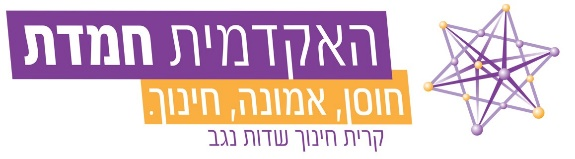 האקדמית חמדת
חוסן, אמונה, חינוך.
קרית חינוך שדות נגב